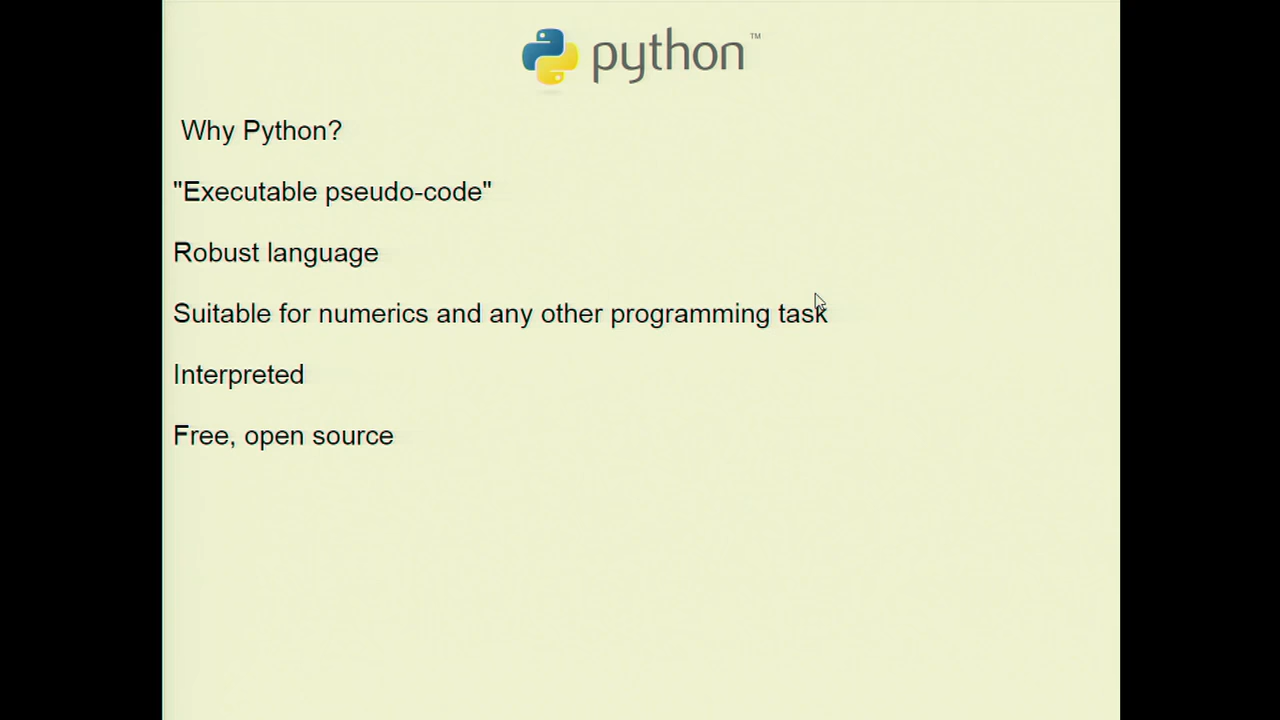 python™
Why Python?
"Executable pseudo-code"
Robust language
Suitable for numerics and any other programming task
Interpreted
Free, open source